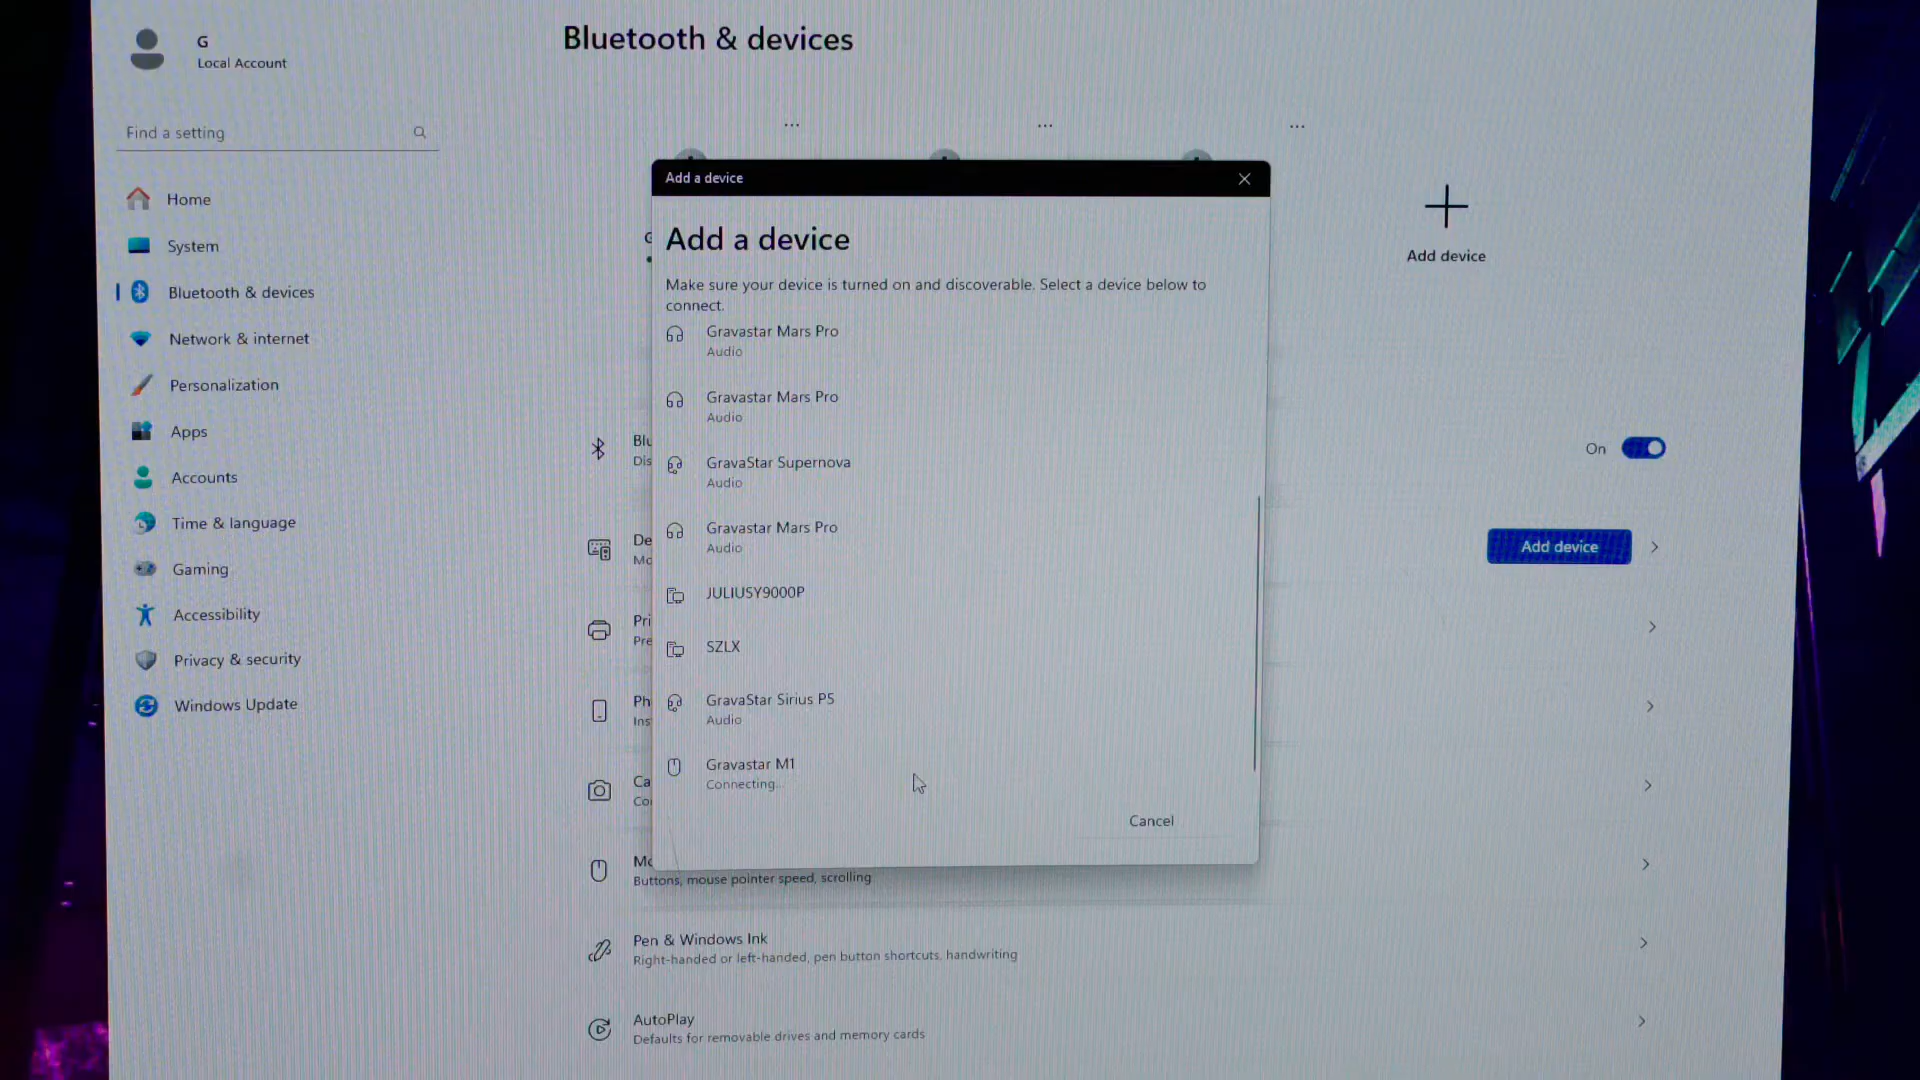 G
Local Account
Find a setting
Home
System
Bluetooth & devices
Network & internet
Personalization
Apps
Accounts
Time & language
Gaming
Accessibility
Privacy & security
Windows Update
Bluetooth & devices
...
...
...
Add device
Add a device
Add a device
Make sure your device is turned on and discoverable. Select a device below to
connect.
Gravastar Mars Pro
Audio
Gravastar Mars Pro
Audio
GravaStar Supernova
Audio
Gravastar Mars Pro
Audio
JULIUSY9000P
SZLX
GravaStar Sirius P5
Audio
Gravastar M1
Connecting...
Cancel
On
Add device
Buttons, mouse pointer speed, scrolling
Pen & Windows Ink
Right-handed or left-handed, pen button shortcuts, handwriting
AutoPlay
Defaults for removable drives and memory cards